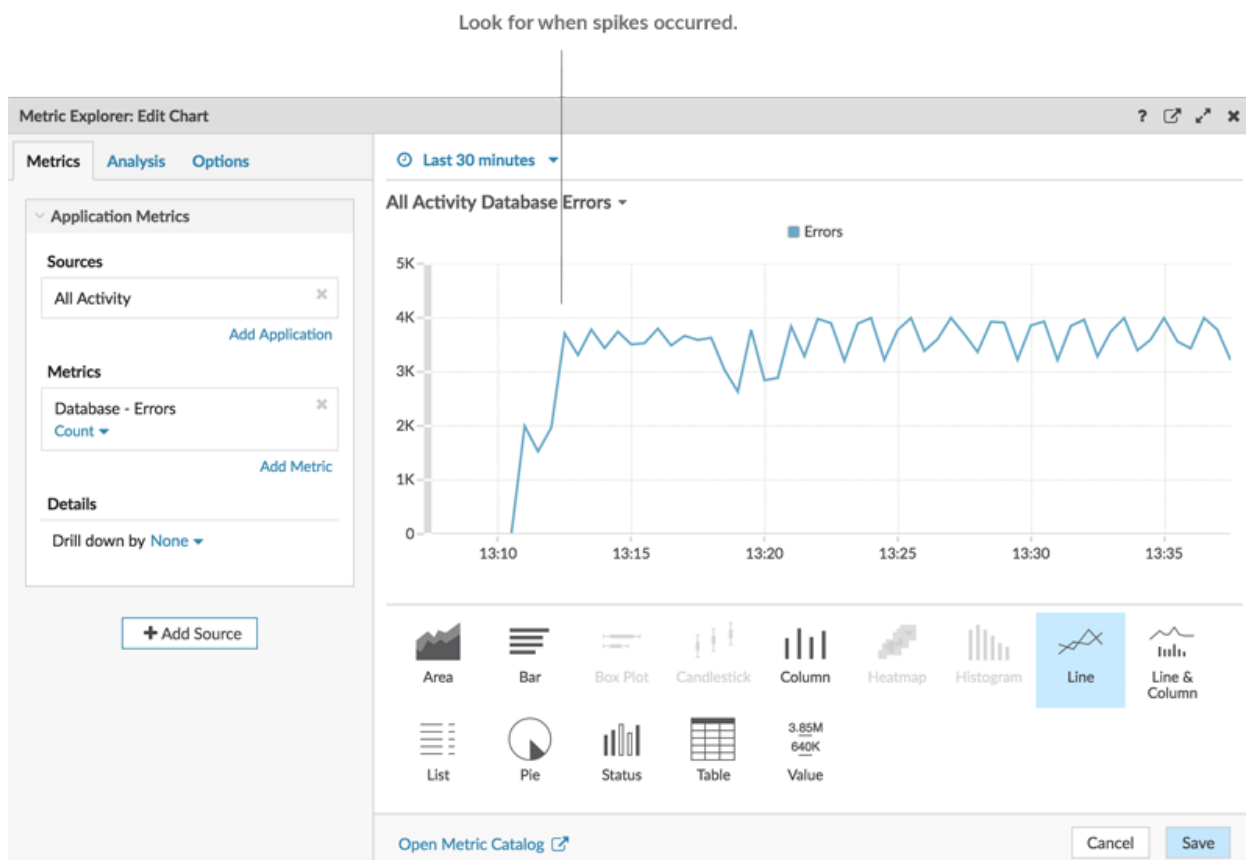 Look for when spikes occurred.
Metric Explorer: Edit Chart
?
Metrics Analysis Options
Last 30 minutes
Application Metrics
Sources
All Activity
Add Application
Metrics
Database - Errors
Count
Add Metric
Details
Drill down by None
+ Add Source
All Activity Database Errors
Errors
5K
4K
3K
2K
1K
0
13:10 13:15 13:20 13:25 13:30 13:35
Area Bar Box Plot Candlestick Column Heatmap Histogram Line Line &
Column
3.85M
640K
List Pie Status Table Value
Open Metric Catalog
Cancel Save